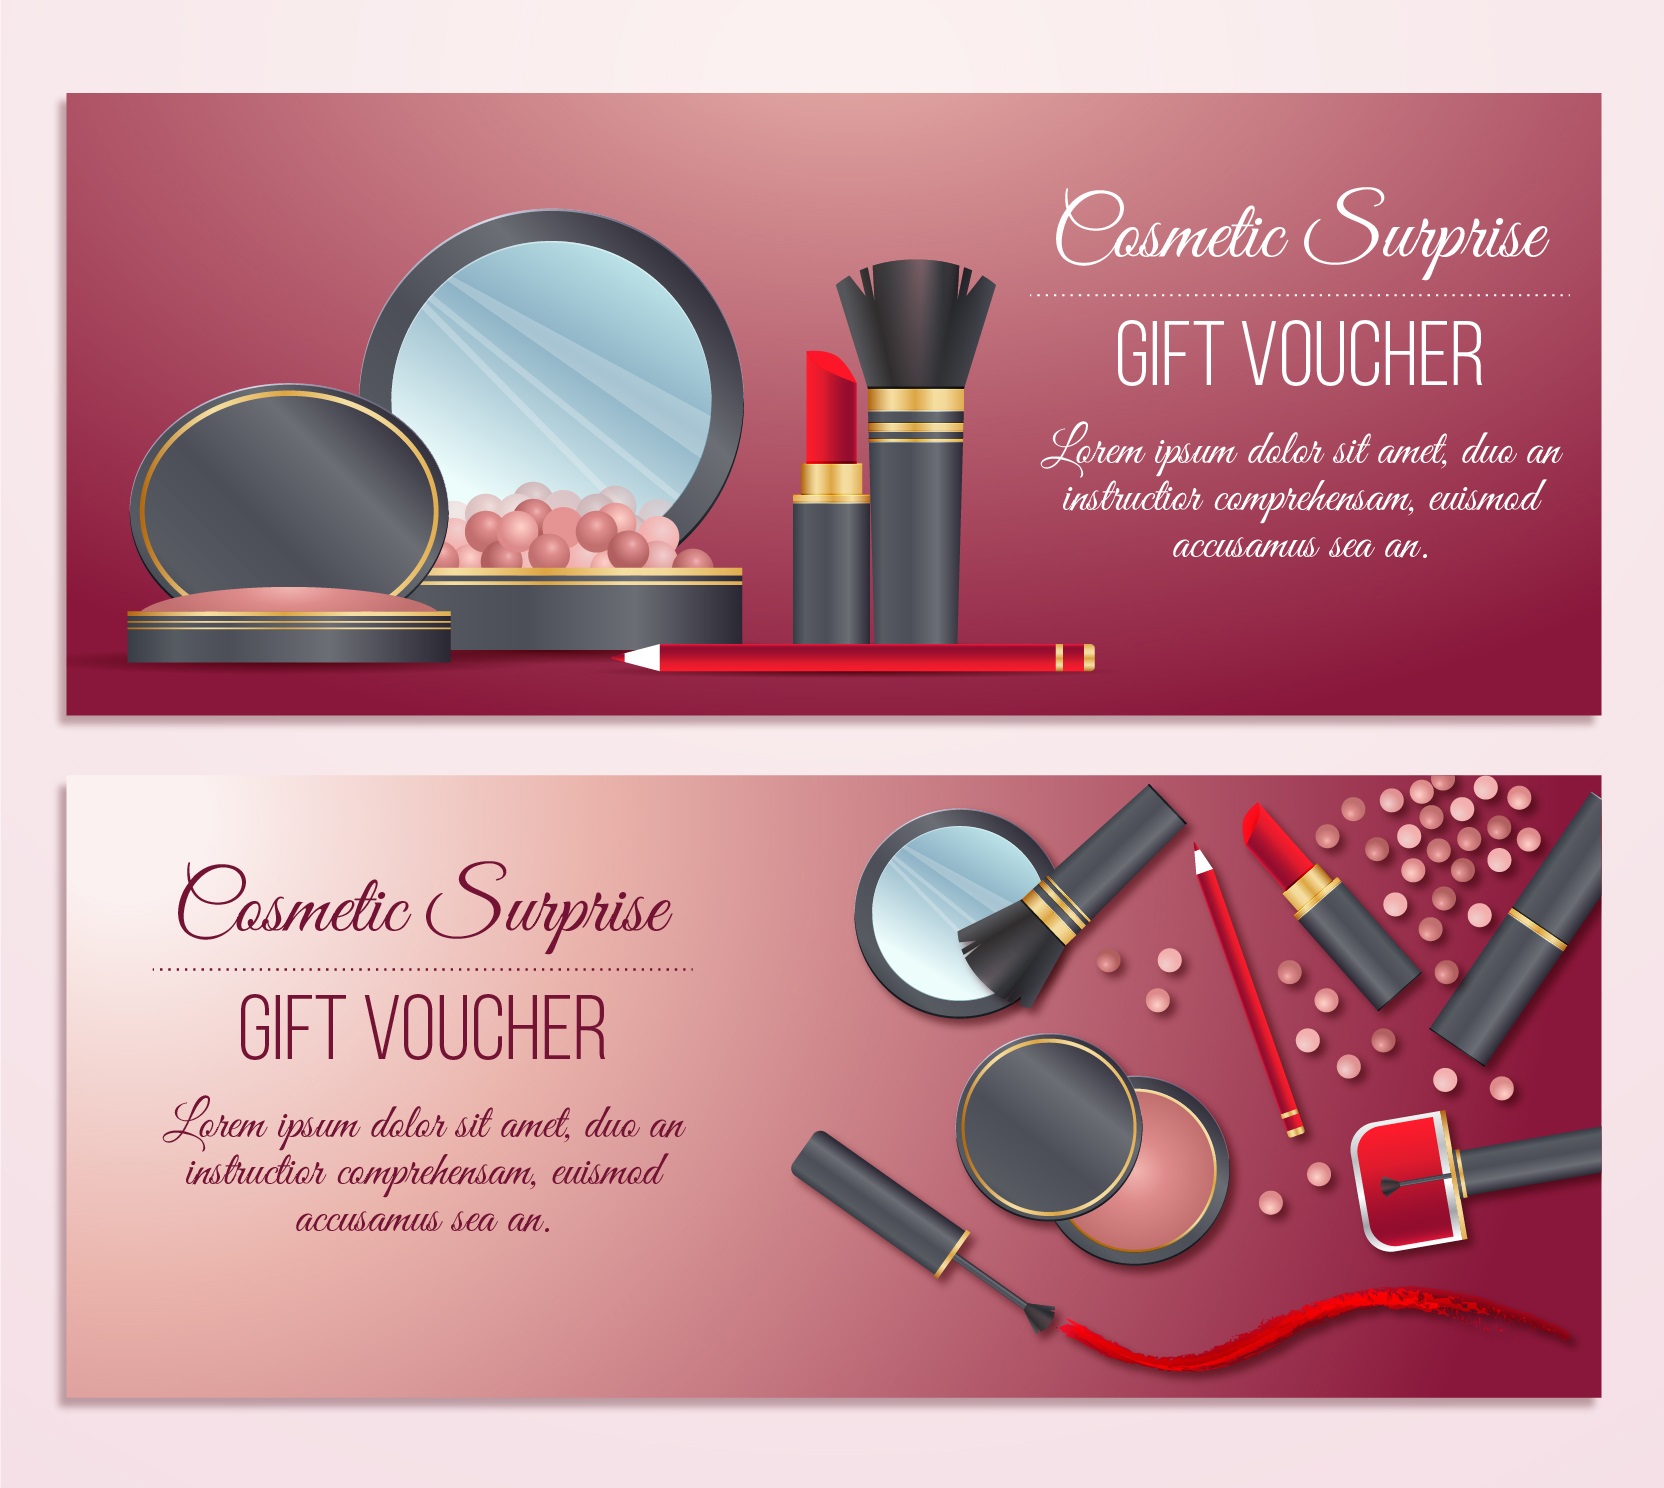 Cosmetic Surprise
GIFT VOUCHER
Lorem ipsum dolor sit amet, duo an
instructior comprehensam, euismod
accusamus sea an.
Cosmetic Surprise
GIFT VOUCHER
Lorem ipsum dolor sit amet, duo an
instructior comprehensam, euismod
accusamus sea an.